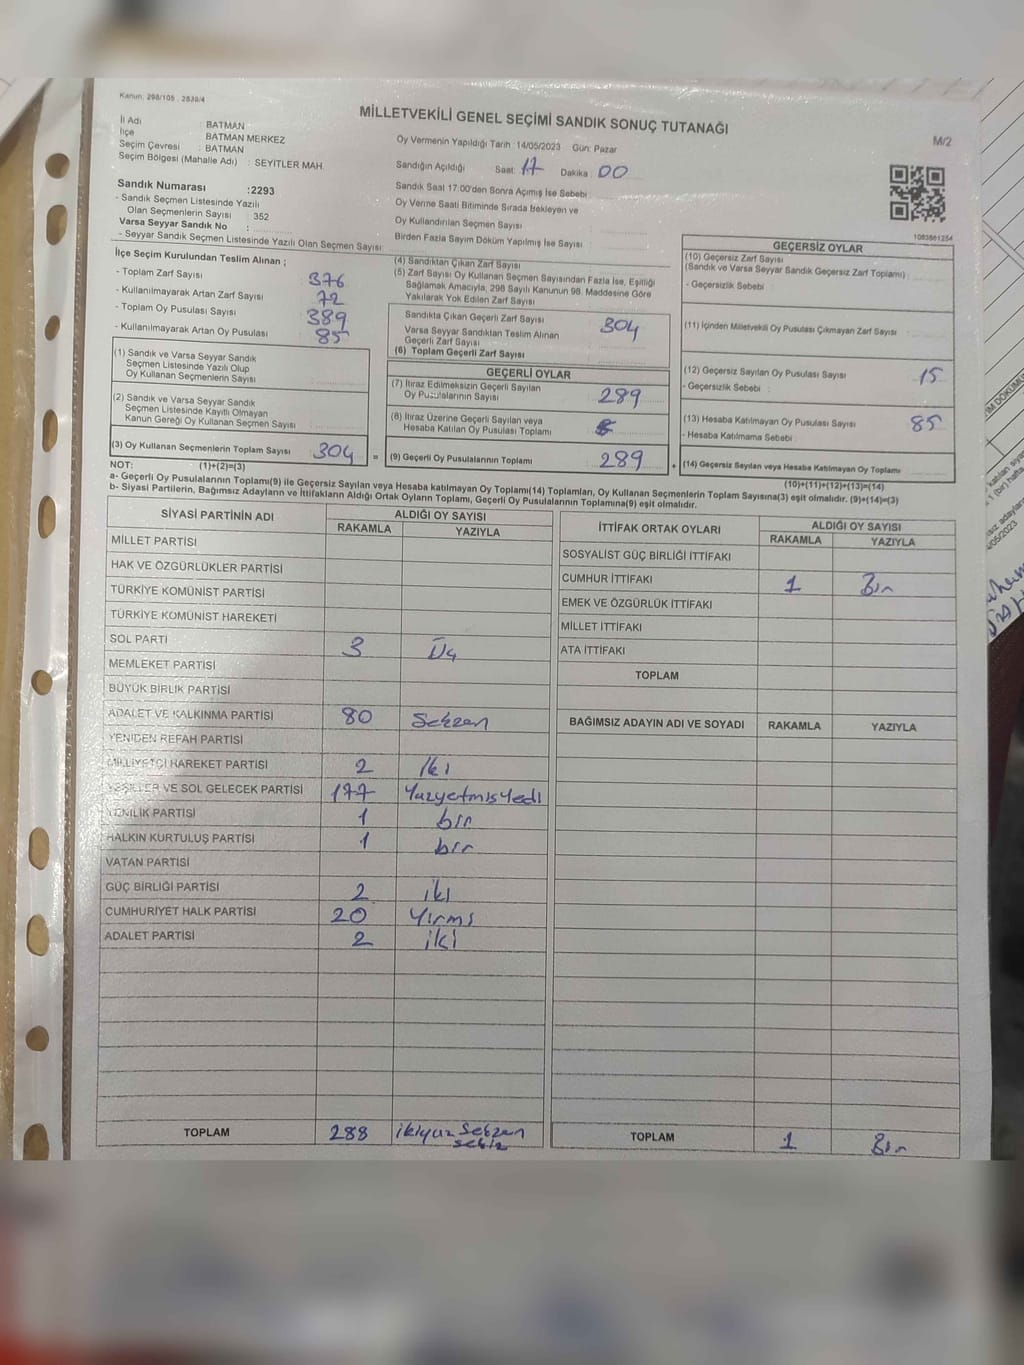 Kanun: 298/105 , 2839/4
MİLLETVEKİLİ GENEL SEÇİMİ SANDIK SONUÇ TUTANAĞI
M/2
İl Adı : BATMAN
İlçe : BATMAN MERKEZ
Seçim Çevresi : BATMAN
Seçim Bölgesi (Mahalle Adı) : SEYİTLER MAH.
Oy Vermenin Yapıldığı Tarih :14/05/2023 Gün: Pazar
Sandığın Açıldığı Saat: 17 Dakika: 00
Sandık Saat 17:00'den Sonra Açılmış İse Sebebi :
Oy Verme Saati Bitiminde Sırada Bekleyen ve
Oy Kullandırılan Seçmen Sayısı :
Birden Fazla Sayım Döküm Yapılmış İse Sayısı :
1083661254
Sandık Numarası :2293
- Sandık Seçmen Listesinde Yazılı
Olan Seçmenlerin Sayısı : 352
Varsa Seyyar Sandık No :
- Seyyar Sandık Seçmen Listesinde Yazılı Olan Seçmen Sayısı:
İlçe Seçim Kurulundan Teslim Alınan ;
- Toplam Zarf Sayısı 376
- Kullanılmayarak Artan Zarf Sayısı 72
- Toplam Oy Pusulası Sayısı 389
- Kullanılmayarak Artan Oy Pusulası 85
(1) Sandık ve Varsa Seyyar Sandık
Seçmen Listesinde Yazılı Olup
Oy Kullanan Seçmenlerin Sayısı
(2) Sandık ve Varsa Seyyar Sandık
Seçmen Listesinde Kayıtlı Olmayan
Kanun Gereği Oy Kullanan Seçmen Sayısı
(3) Oy Kullanan Seçmenlerin Toplam Sayısı 304
(1)+(2)=(3)
(4) Sandıktan Çıkan Zarf Sayısı
(5) Zarf Sayısı Oy Kullanan Seçmen Sayısından Fazla İse, Eşitliği
Sağlamak Amacıyla, 298 Sayılı Kanunun 98. Maddesine Göre
Yakılarak Yok Edilen Zarf Sayısı
Sandıkta Çıkan Geçerli Zarf Sayısı 304
Varsa Seyyar Sandıktan Teslim Alınan
Geçerli Zarf Sayısı
(6) Toplam Geçerli Zarf Sayısı
GEÇERLİ OYLAR
(7) İtiraz Edilmeksizin Geçerli Sayılan
Oy Pusulalarının Sayısı 289
(8) İtiraz Üzerine Geçerli Sayılan veya
Hesaba Katılan Oy Pusulası Toplamı
= (9) Geçerli Oy Pusulalarının Toplamı 289
GEÇERSİZ OYLAR
(10) Geçersiz Zarf Sayısı
(Sandık ve Varsa Seyyar Sandık Geçersiz Zarf Toplamı)
- Geçersizlik Sebebi :
(11) İçinden Milletvekili Oy Pusulası Çıkmayan Zarf Sayısı
(12) Geçersiz Sayılan Oy Pusulası Sayısı 15
- Geçersizlik Sebebi :
(13) Hesaba Katılmayan Oy Pusulası Sayısı 85
- Hesaba Katılmama Sebebi :
+ (14) Geçersiz Sayılan veya Hesaba Katılmayan Oy Pusulası Toplamı
(10)+(11)+(12)+(13)=(14)
NOT:
a- Geçerli Oy Pusulalarının Toplamı(9) ile Geçersiz Sayılan veya Hesaba Katılmayan Oy Pusulası Toplamı(14) Toplamları, Oy Kullanan Seçmenlerin Toplam Sayısına(3) eşit olmalıdır. (9)+(14)=(3)
b- Siyasi Partilerin, Bağımsız Adayların ve İttifakların Aldığı Ortak Oyların Toplamı, Geçerli Oy Pusulalarının Toplamına(9) eşit olmalıdır.
SİYASİ PARTİNİN ADI ALDIĞI OY SAYISI
RAKAMLA YAZIYLA
MİLLET PARTİSİ
HAK VE ÖZGÜRLÜKLER PARTİSİ
TÜRKİYE KOMÜNİST PARTİSİ
TÜRKİYE KOMÜNİST HAREKETİ
SOL PARTİ 3 Üç
MEMLEKET PARTİSİ
BÜYÜK BİRLİK PARTİSİ
ADALET VE KALKINMA PARTİSİ 80 Seksen
YENİDEN REFAH PARTİSİ
MİLLİYETÇİ HAREKET PARTİSİ 2 İki
YEŞİLLER VE SOL GELECEK PARTİSİ 177 Yüzyetmişyedi
YENİLİK PARTİSİ 1 bir
HALKIN KURTULUŞ PARTİSİ 1 bir
VATAN PARTİSİ
GÜÇ BİRLİĞİ PARTİSİ 2 iki
CUMHURİYET HALK PARTİSİ 20 Yirmi
ADALET PARTİSİ 2 iki
TOPLAM 288 ikiyüz Seksen
sekiz
İTTİFAK ORTAK OYLARI ALDIĞI OY SAYISI
RAKAMLA YAZIYLA
SOSYALİST GÜÇ BİRLİĞİ İTTİFAKI
CUMHUR İTTİFAKI 1 Bir
EMEK VE ÖZGÜRLÜK İTTİFAKI
MİLLET İTTİFAKI
ATA İTTİFAKI
TOPLAM
BAĞIMSIZ ADAYIN ADI VE SOYADI RAKAMLA YAZIYLA
TOPLAM 1 Bir